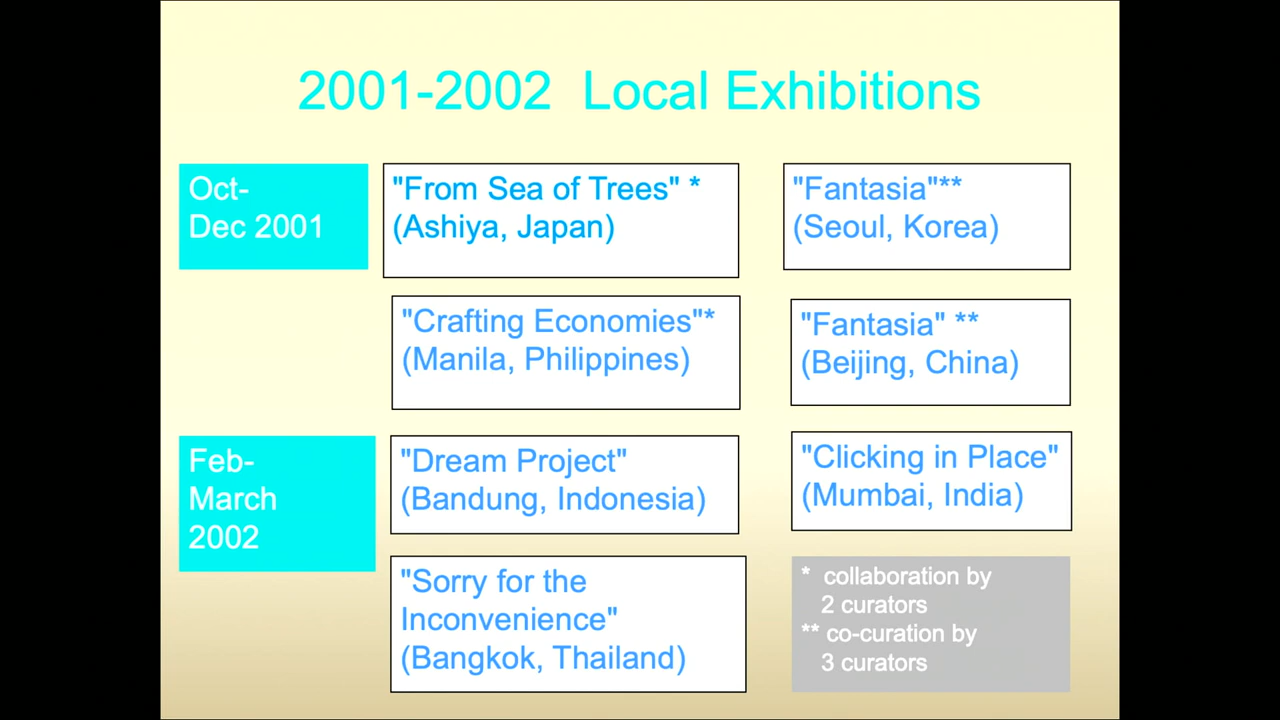 2001-2002 Local Exhibitions
Oct-
Dec 2001
"From Sea of Trees" *
(Ashiya, Japan)
"Fantasia"**
(Seoul, Korea)
"Crafting Economies"*
(Manila, Philippines)
"Fantasia" **
(Beijing, China)
Feb-
March
2002
"Dream Project"
(Bandung, Indonesia)
"Clicking in Place"
(Mumbai, India)
"Sorry for the
Inconvenience"
(Bangkok, Thailand)
* collaboration by
2 curators
** co-curation by
3 curators